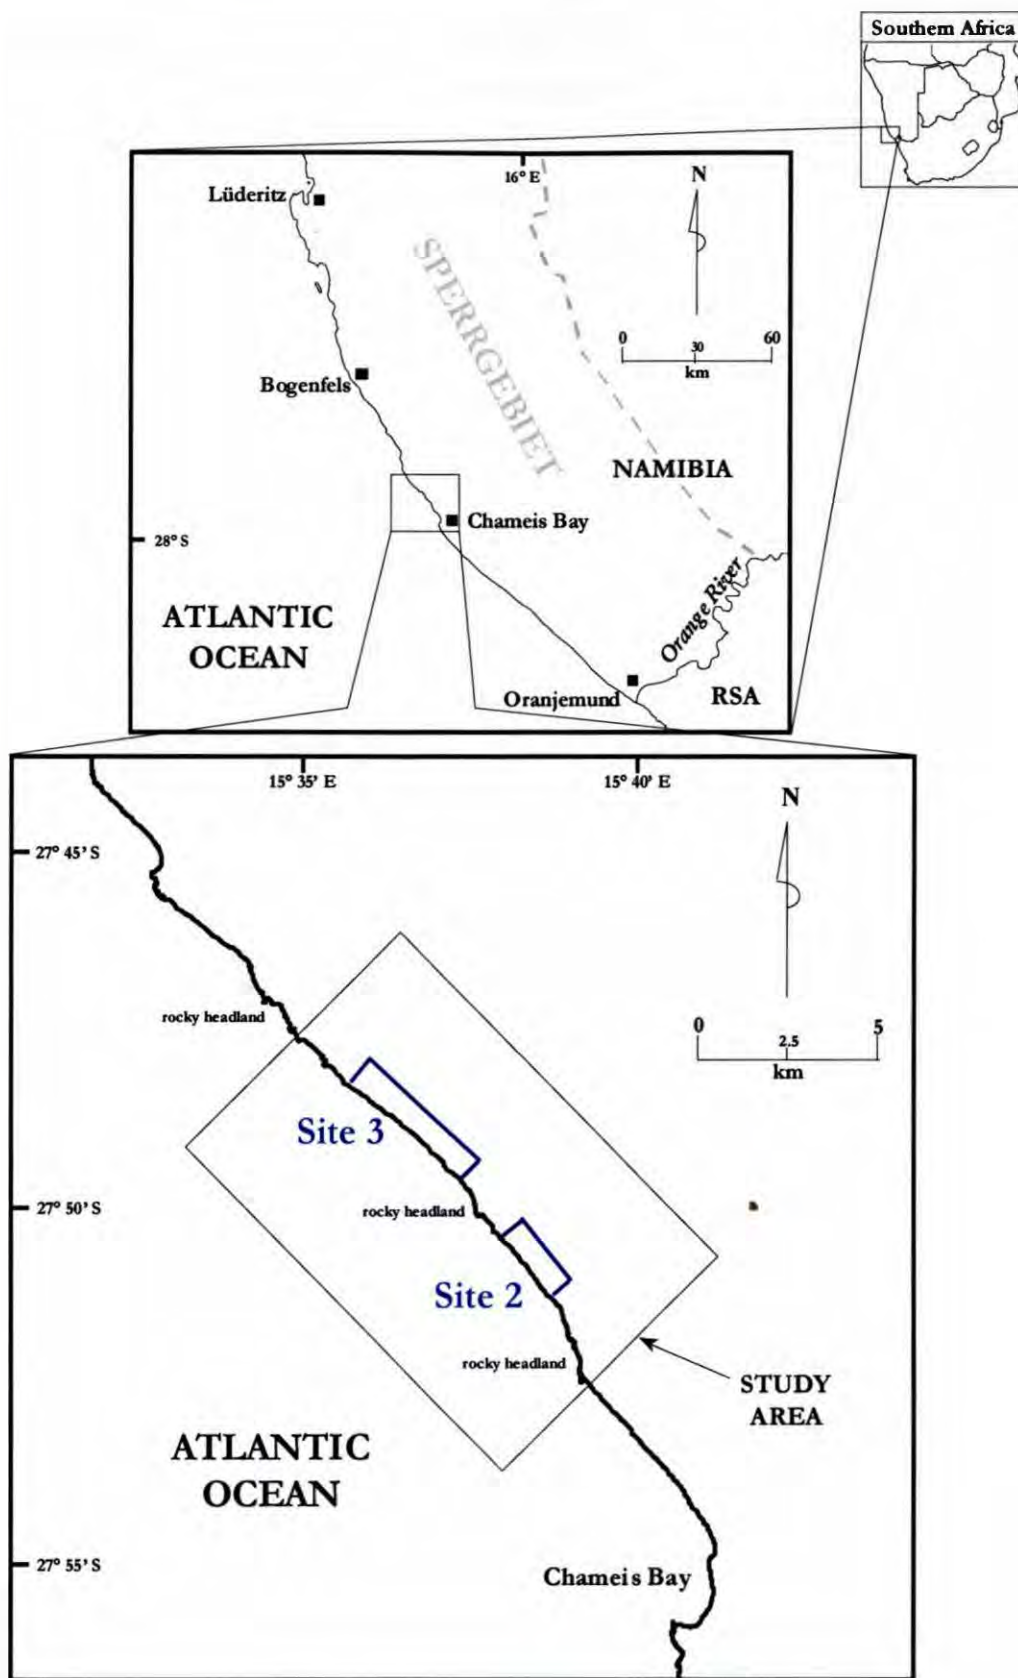 Southern Africa
16° E
N
Lüderitz
SPERRGEBIET
0 30 60
km
Bogenfels
NAMIBIA
Chameis Bay
28° S
Orange River
ATLANTIC
OCEAN
Oranjemund
RSA
15° 35' E
15° 40' E
N
27° 45' S
rocky headland
0 2.5 5
km
Site 3
27° 50' S
rocky headland
Site 2
rocky headland
STUDY
AREA
ATLANTIC
OCEAN
27° 55' S
Chameis Bay